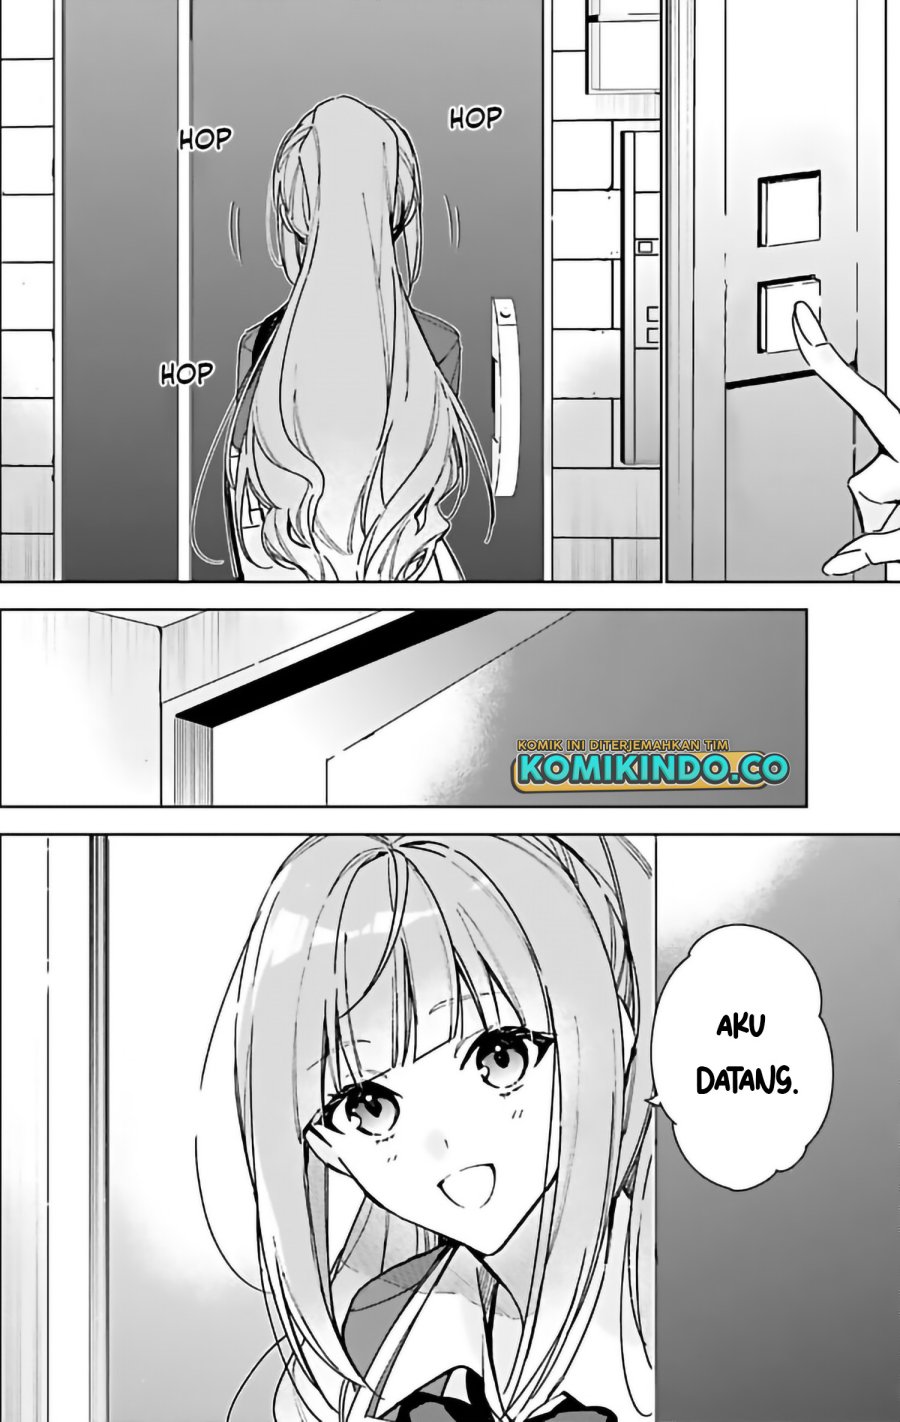 HOP
HOP
HOP
KOMIK INI DITERJEMAHKAN TIM
KOMIKINDO.CO
AKU
DATANG.